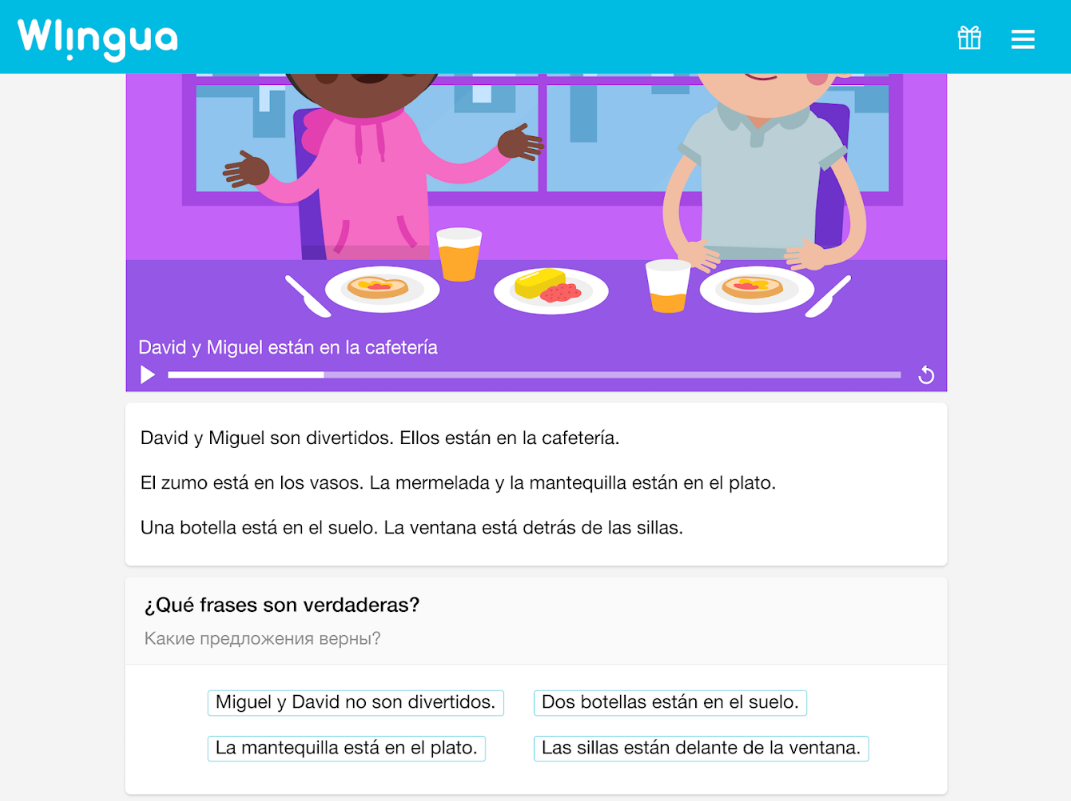 Wlingua
David y Miguel están en la cafetería
David y Miguel son divertidos. Ellos están en la cafetería.
El zumo está en los vasos. La mermelada y la mantequilla están en el plato.
Una botella está en el suelo. La ventana está detrás de las sillas.
¿Qué frases son verdaderas?
Какие предложения верны?
Miguel y David no son divertidos.
Dos botellas están en el suelo.
La mantequilla está en el plato.
Las sillas están delante de la ventana.